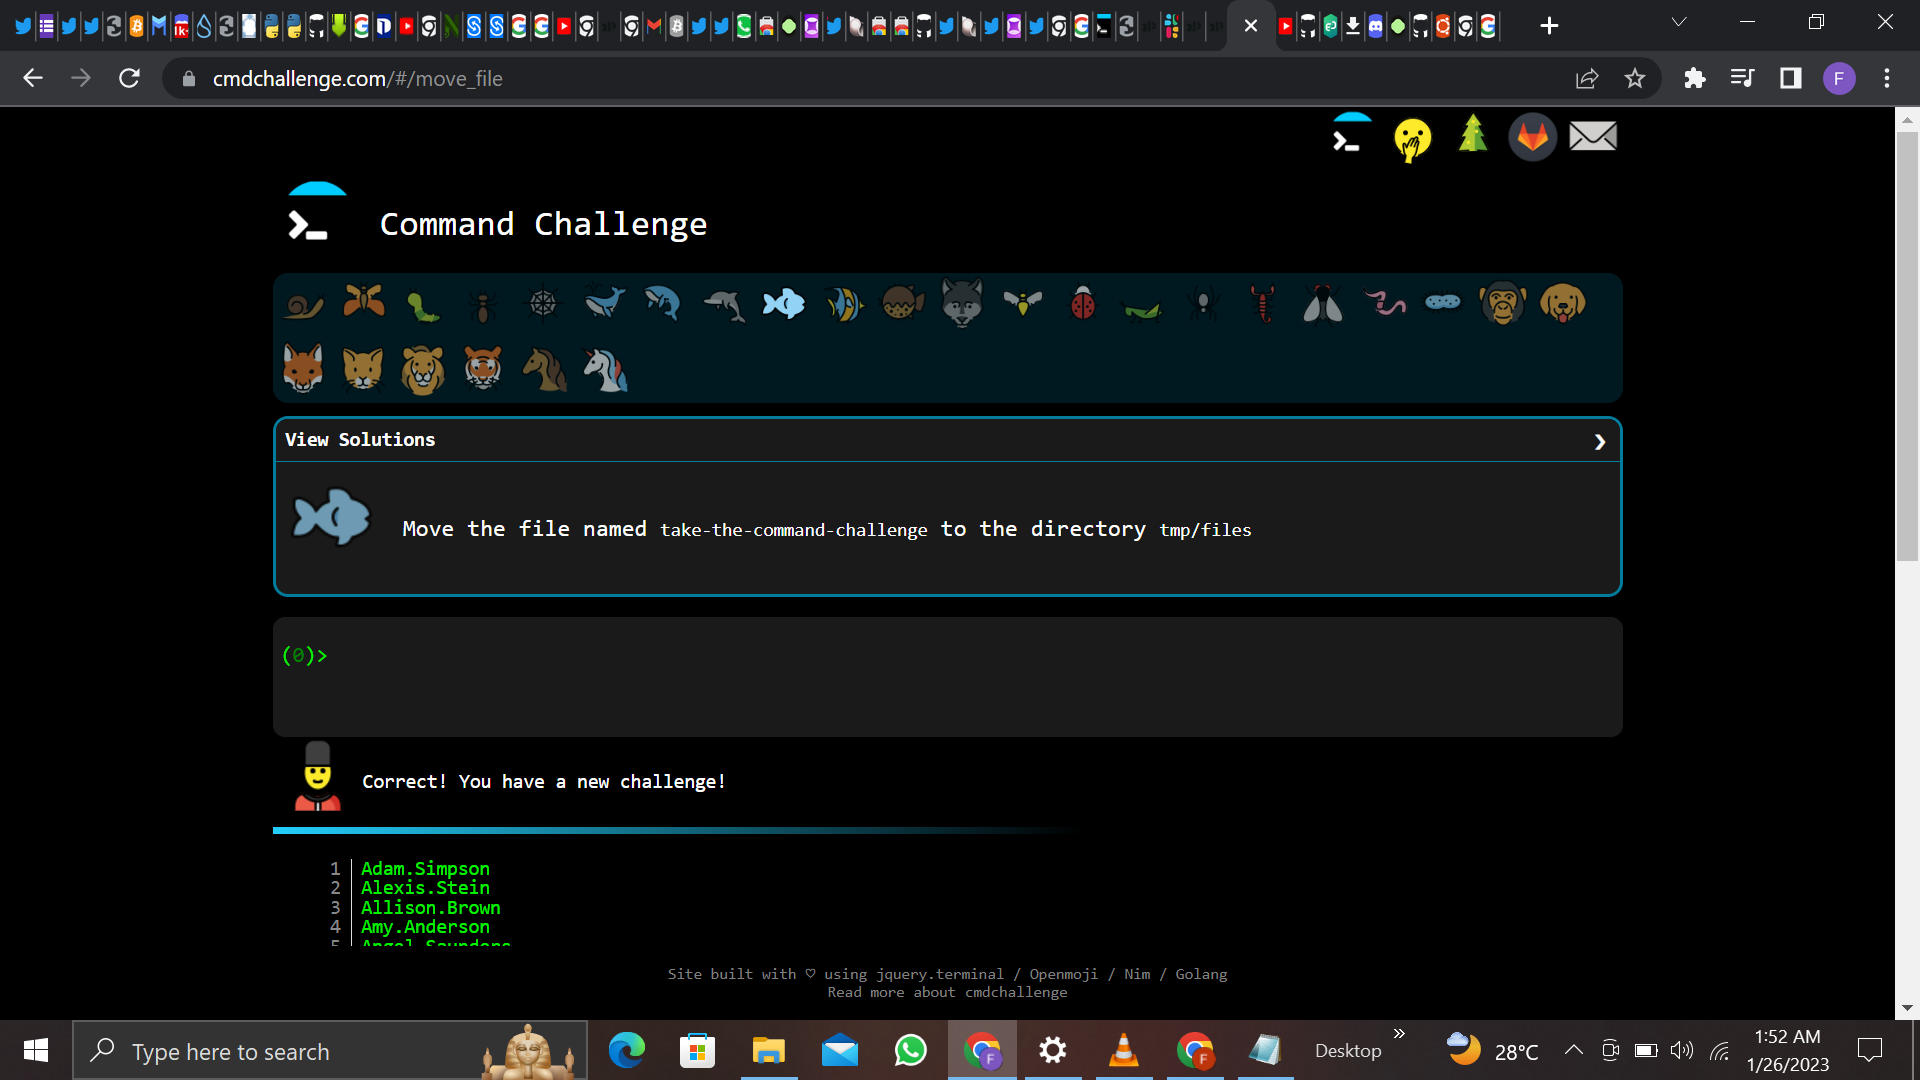 cmdchallenge.com/#/move_file
F
Command Challenge
View Solutions
Move the file named take-the-command-challenge to the directory tmp/files
(0)>
Correct! You have a new challenge!
1 Adam.Simpson
2 Alexis.Stein
3 Allison.Brown
4 Amy.Anderson
5 Angel.Saunders
Site built with ♡ using jquery.terminal / Openmoji / Nim / Golang
Read more about cmdchallenge
Type here to search
F
F
Desktop
28°C
1:52 AM
1/26/2023